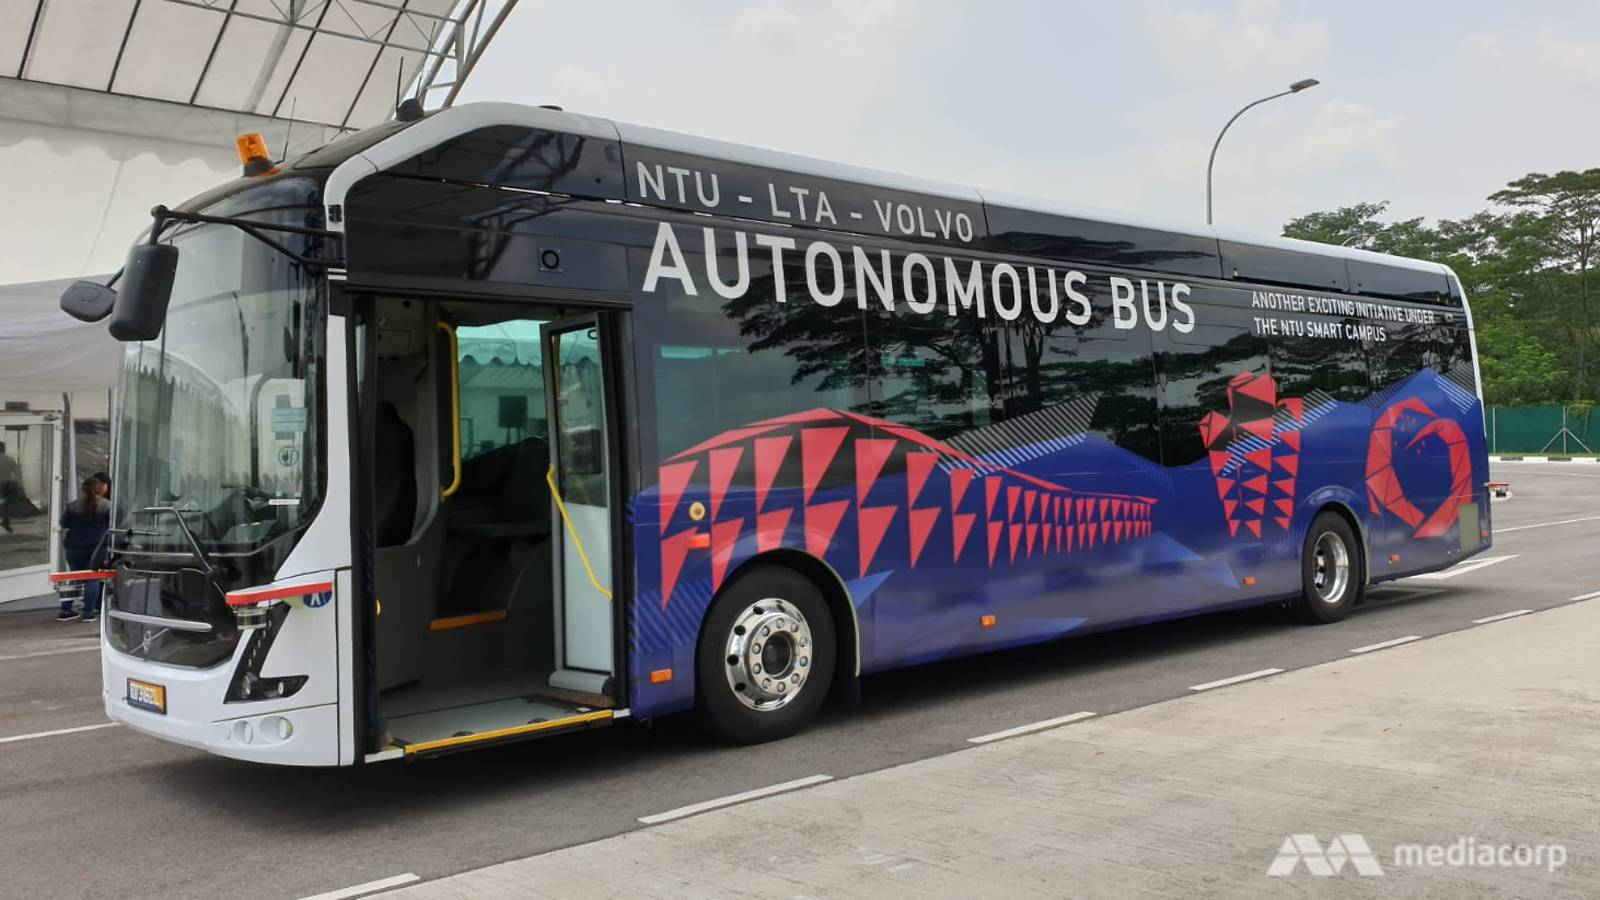 NTU - LTA - VOLVO
AUTONOMOUS BUS
ANOTHER EXCITING INITIATIVE UNDER
THE NTU SMART CAMPUS
mediacorp